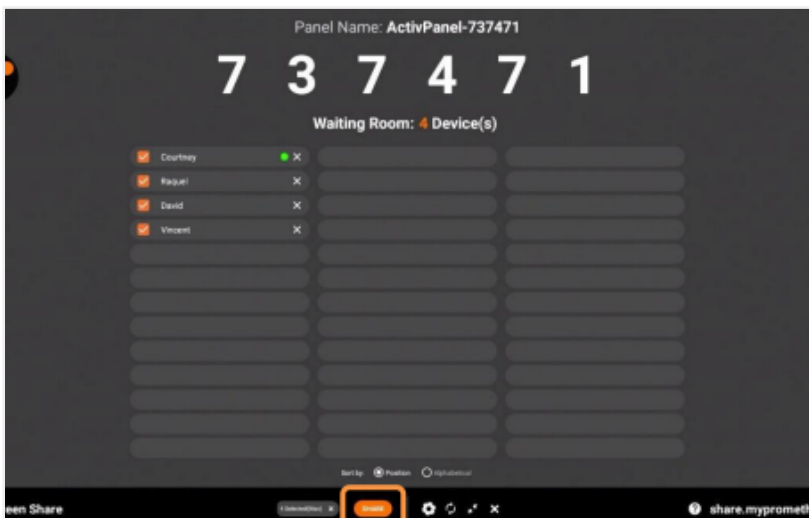 Panel Name: ActivPanel-737471
7 3 7 4 7 1
Waiting Room: 4 Device(s)
Courtney
Raquel
David
Vincent
Sort by Position Alphabetical
een Share
share.prometh